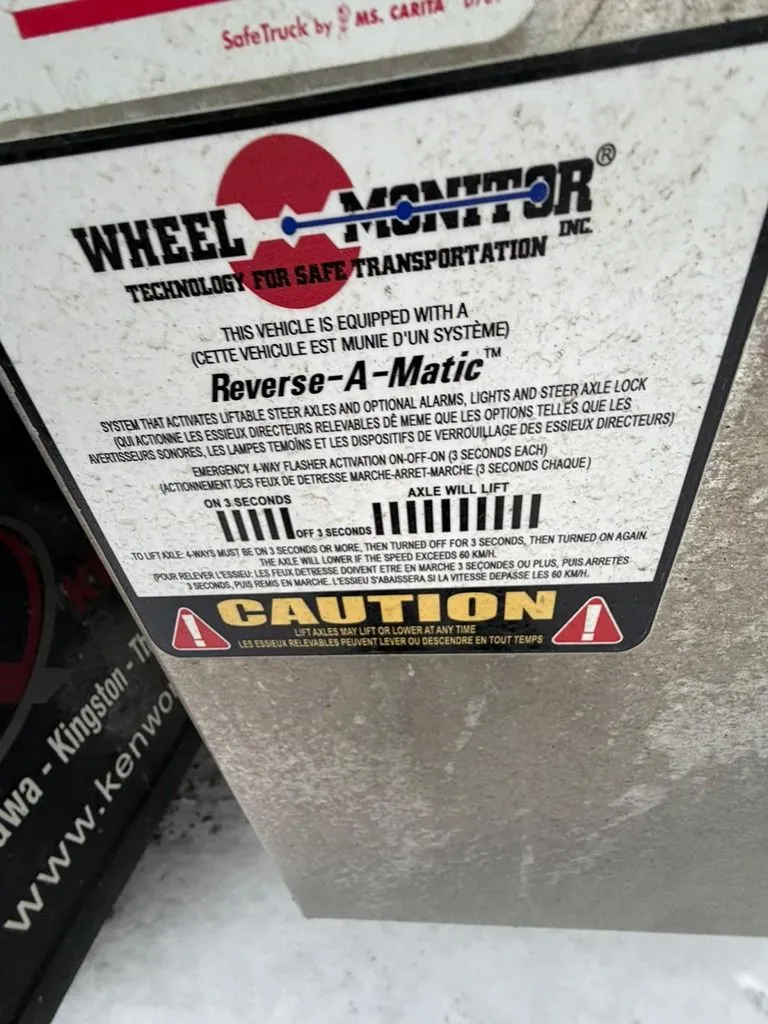 SafeTruck by MS. CARITA
WHEEL MONITOR INC.®
TECHNOLOGY FOR SAFE TRANSPORTATION
THIS VEHICLE IS EQUIPPED WITH A
(CETTE VEHICULE EST MUNIE D'UN SYSTÈME)
Reverse-A-Matic™
SYSTEM THAT ACTIVATES LIFTABLE STEER AXLES AND OPTIONAL ALARMS, LIGHTS AND STEER AXLE LOCK
(QUI ACTIONNE LES ESSIEUX DIRECTEURS RELEVABLES DÊ MEME QUE LES OPTIONS TELLES QUE LES
AVERTISSEURS SONORES, LES LAMPES TEMOINS ET LES DISPOSITIFS DE VERROUILLAGE DES ESSIEUX DIRECTEURS)
EMERGENCY 4-WAY FLASHER ACTIVATION ON-OFF-ON (3 SECONDS EACH)
(ACTIONNEMENT DES FEUX DE DETRESSE MARCHE-ARRET-MARCHE (3 SECONDS CHAQUE)
ON 3 SECONDS
OFF 3 SECONDS
AXLE WILL LIFT
TO LIFT AXLE: 4-WAYS MUST BE ON 3 SECONDS OR MORE, THEN TURNED OFF FOR 3 SECONDS, THEN TURNED ON AGAIN.
THE AXLE WILL LOWER IF THE SPEED EXCEEDS 60 KM/H.
(POUR RELEVER L'ESSIEU: LES FEUX DETRESSE DOIVENT ETRE EN MARCHE 3 SECONDES OU PLUS, PUIS ARRETES
3 SECONDS, PUIS REMIS EN MARCHE. L'ESSIEU S'ABAISSERA SI LA VITESSE DEPASSE LES 60 KM/H.
CAUTION
LIFT AXLES MAY LIFT OR LOWER AT ANY TIME
LES ESSIEUX RELEVABLES PEUVENT LEVER OU DESCENDRE EN TOUT TEMPS
- Kingston -
www.kenwo